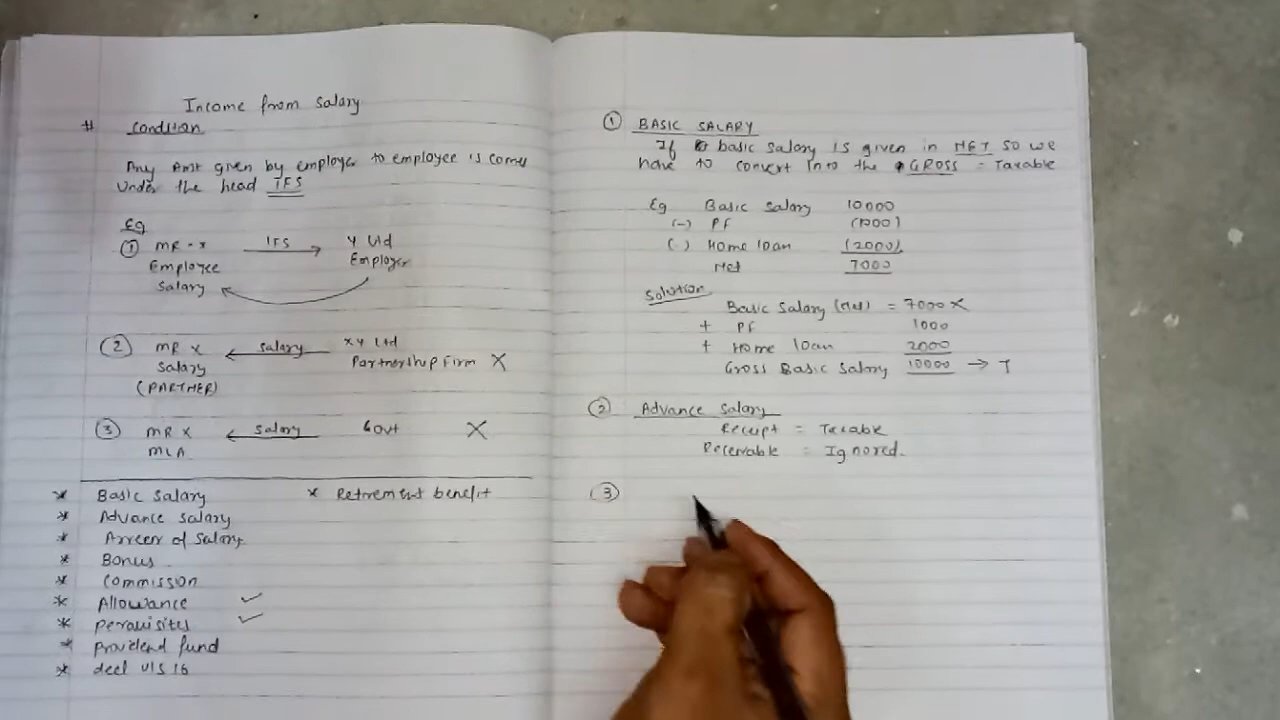 Income from Salary
# Condition
Any Amt given by employer to employee is comes
Under the head IFS
Eg
① MR - X IFS Y Ltd
Employee Employer
Salary
② MR X Salary XY Ltd
Salary Partnership Firm X
(PARTNER)
③ MR X Salary Govt X
MLA
* Basic Salary * Retirement benefit
* Advance Salary
* Arreer of Salary
* Bonus
* Commission
* Allowance ✓
* Perquisites ✓
* Providend fund
* decl U/S 16
① BASIC SALARY
If basic salary is given in NET so we
have to convert into the GROSS = Taxable
Eg Basic Salary 10000
(-) PF (1000)
(-) Home loan (2000)
Net 7000
Solution
Basic Salary (Net) = 7000 X
+ PF 1000
+ Home loan 2000
Gross Basic Salary 10000 → T
② Advance Salary
Receipt = Taxable
Receivable = Ignored.
③